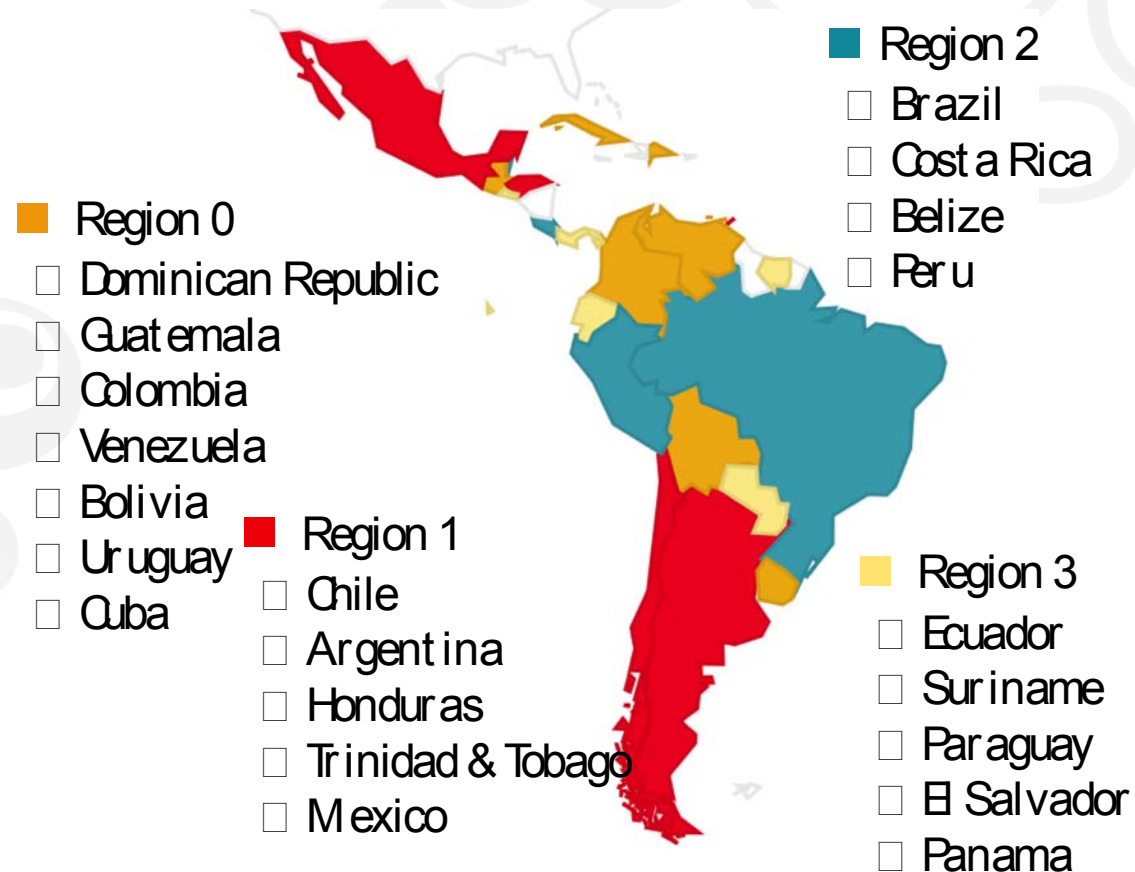 Region 2
Brazil
Costa Rica
Belize
Peru
Region 0
Dominican Republic
Guatemala
Colombia
Venezuela
Bolivia
Uruguay
Cuba
Region 1
Chile
Argentina
Honduras
Trinidad & Tobago
Mexico
Region 3
Ecuador
Suriname
Paraguay
El Salvador
Panama